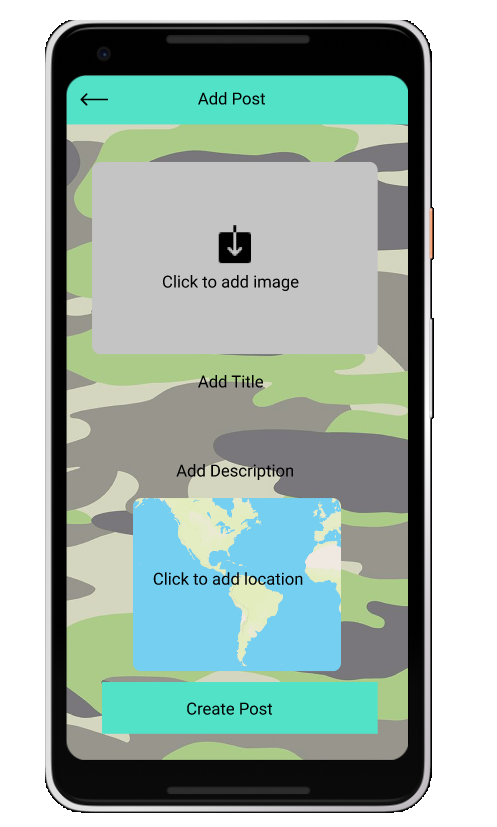 Add Post
Click to add image
Add Title
Add Description
Click to add location
Create Post